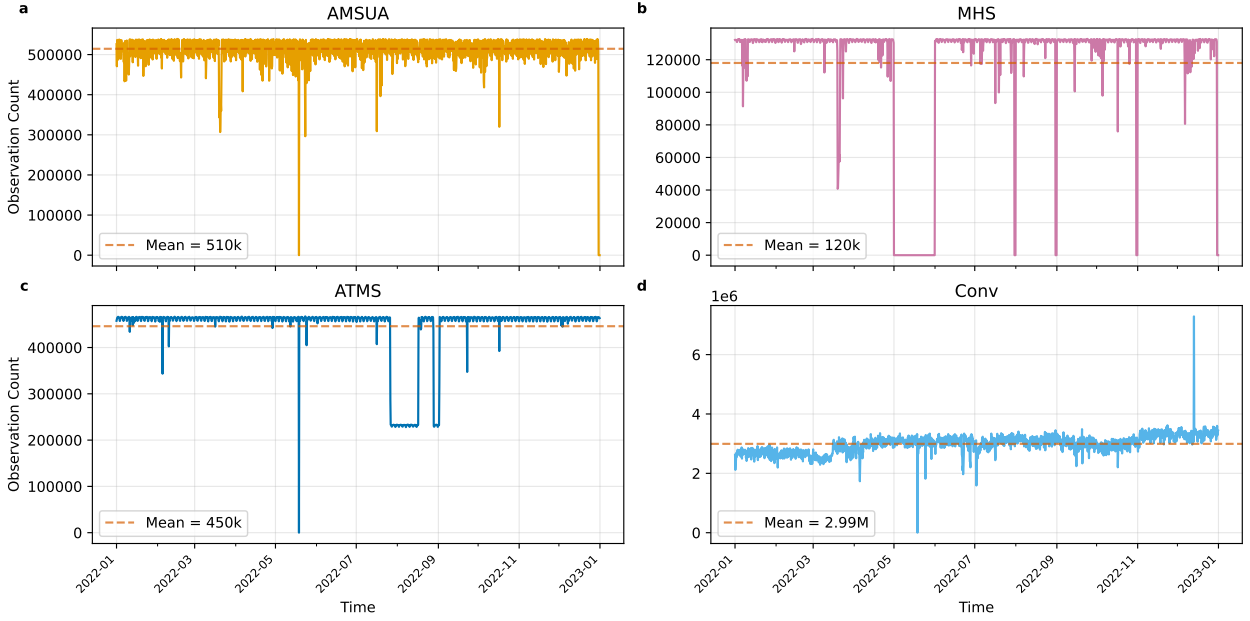 a
AMSUA
Observation Count
500000
400000
300000
200000
100000
0
Mean = 510k
b
MHS
120000
100000
80000
60000
40000
20000
0
Mean = 120k
c
ATMS
Observation Count
400000
300000
200000
100000
0
Mean = 450k
2022-01
2022-03
2022-05
2022-07
2022-09
2022-11
2023-01
Time
d
Conv
1e6
6
4
2
0
Mean = 2.99M
2022-01
2022-03
2022-05
2022-07
2022-09
2022-11
2023-01
Time